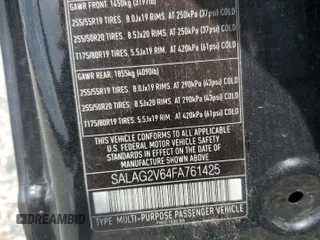 GAWR FRONT. 1450kg (3197lb)
255/55R19 TIRES. 8.0Jx19 RIMS. AT 250kPA (37psi) COLD
255/50R20 TIRES. 8.5Jx20 RIMS. AT 250kPA (37psi) COLD
T175/80R19 TIRES. 5.5Jx19 RIM. AT 420kPA (61psi) COLD
GAWR REAR. 1855kg (4090lb)
255/55R19 TIRES. 8.0Jx19 RIMS. AT 290kPA (43psi) COLD
255/50R20 TIRES. 8.5Jx20 RIMS. AT 290kPA (43psi) COLD
T175/80R19 TIRES. 5.5Jx19 RIM. AT 420kPA (61psi) COLD
THIS VEHICLE CONFORMS TO ALL APPLICABLE
U.S FEDERAL MOTOR VEHICLE SAFETY
STANDARDS IN EFFECT ON THE DATE OF
MANUFACTURE SHOWN ABOVE.
SALAG2V64FA761425
TYPE: MULTI-PURPOSE PASSENGER VEHICLE
AUTOBIDMASTER